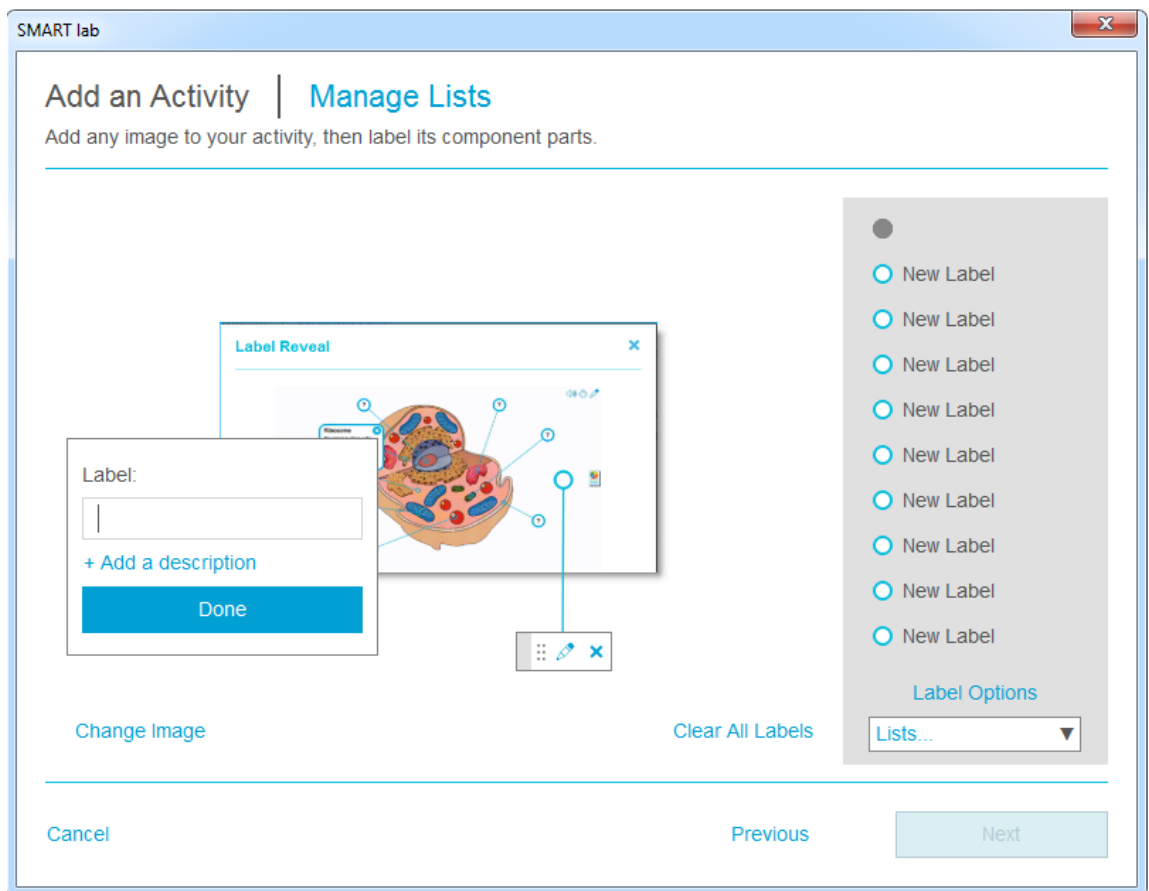 SMART lab
Add an Activity | Manage Lists
Add any image to your activity, then label its component parts.
Label Reveal
Ribosome
?
?
?
?
Label:
+ Add a description
Done
New Label
New Label
New Label
New Label
New Label
New Label
New Label
New Label
New Label
Label Options
Lists...
Change Image
Clear All Labels
Cancel
Previous
Next